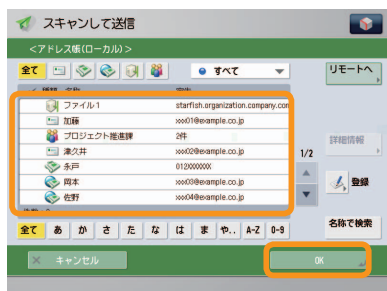 スキャンして送信
<アドレス帳(ローカル)>
全て すべて リモートへ
ファイル1 starfish.organization.company.com
加藤 xxx01@example.co.jp
プロジェクト推進課 2件
津久井 xxx02@example.co.jp
永戸 012XXXXXXX
岡本 xxx03@example.co.jp
佐野 xxx04@example.co.jp
1/2
詳細情報
登録
全て あ か さ た な は ま や.. A-Z 0-9
名称で検索
× キャンセル OK